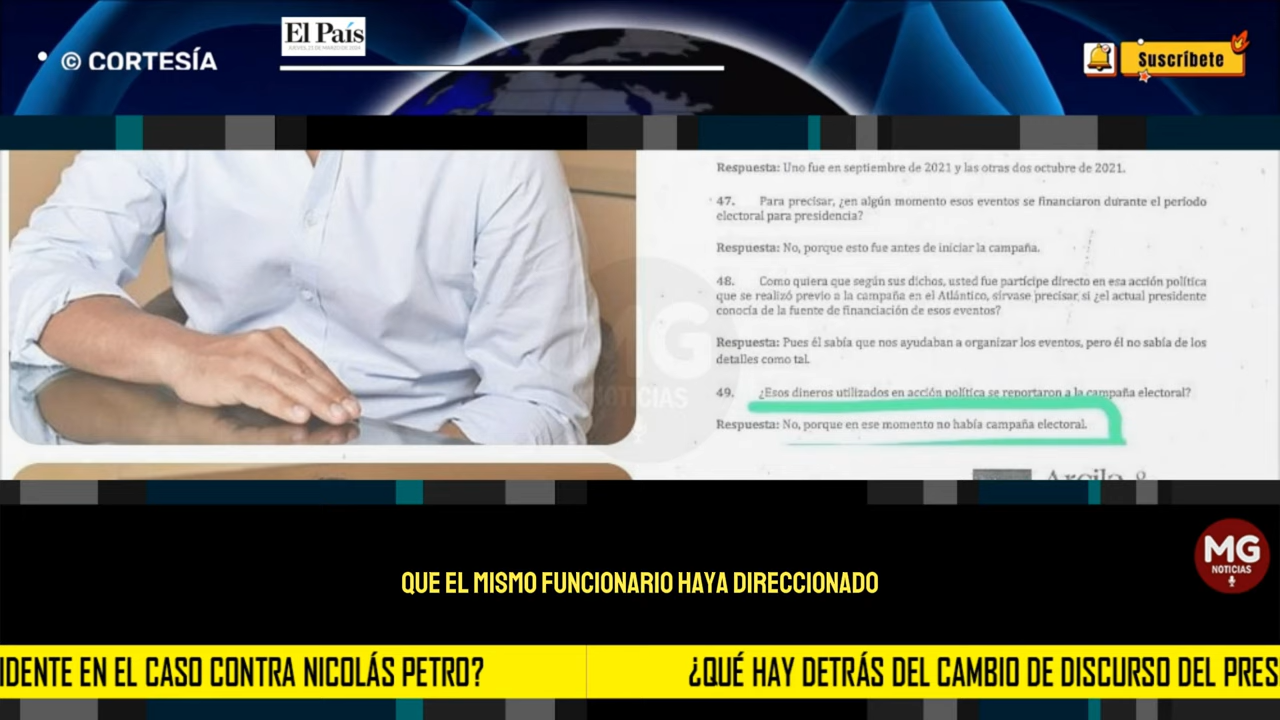 © CORTESÍA
El País
Suscríbete
Respuesta: Uno fue en septiembre de 2021 y las otras dos octubre de 2021.
47. Para precisar, ¿en algún momento esos eventos se financiaron durante el período
electoral para presidencia?
Respuesta: No, porque esto fue antes de iniciar la campaña.
48. Como quiera que según sus dichos, usted fue partícipe directo en esa acción política
que se realizó previo a la campaña en el Atlántico, sírvase precisar si ¿el actual presidente
conocía de la fuente de financiación de esos eventos?
Respuesta: Pues él sabía que nos ayudaban a organizar los eventos, pero él no sabía de los
detalles como tal.
49. ¿Esos dineros utilizados en acción política se reportaron a la campaña electoral?
Respuesta: No, porque en ese momento no había campaña electoral.
MG
NOTICIAS
QUE EL MISMO FUNCIONARIO HAYA DIRECCIONADO
MG
NOTICIAS
IDENTE EN EL CASO CONTRA NICOLÁS PETRO?
¿QUÉ HAY DETRÁS DEL CAMBIO DE DISCURSO DEL PRES